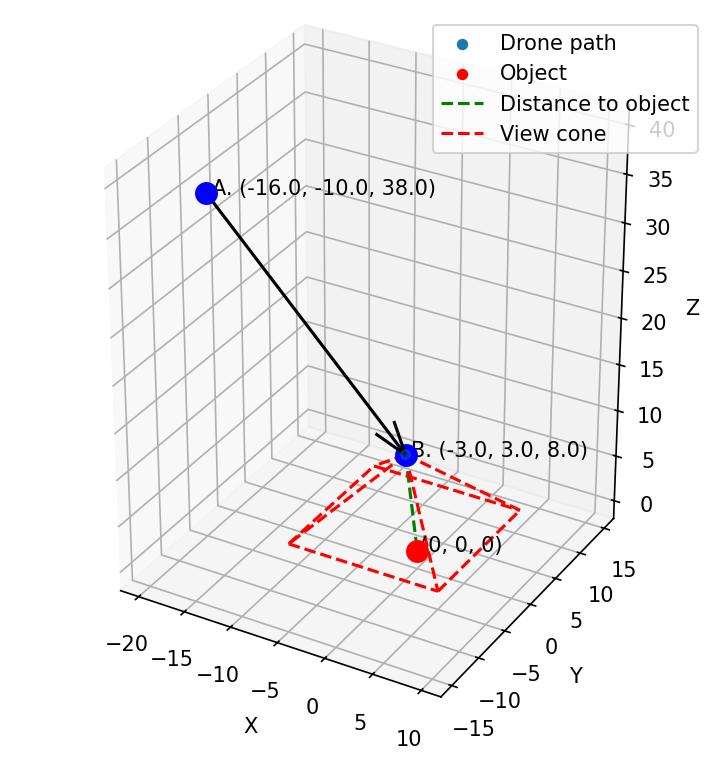 Drone path
Object
Distance to object
View cone
A. (-16.0, -10.0, 38.0)
B. (-3.0, 3.0, 8.0)
(0, 0, 0)
40
35
30
25
20
15
10
5
0
Z
−20
−15
−10
−5
0
5
10
X
15
10
5
0
−5
−10
−15
Y